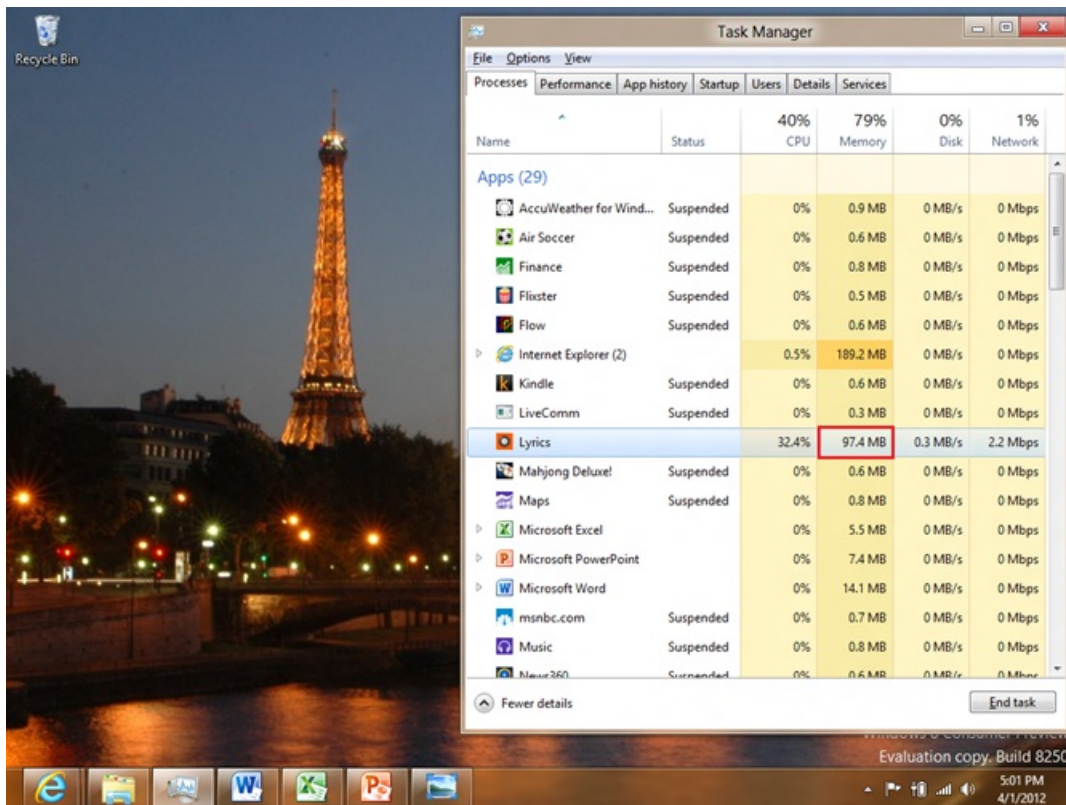 Recycle Bin
Task Manager
File Options View
Processes Performance App history Startup Users Details Services
40% 79% 0% 1%
Name Status CPU Memory Disk Network
Apps (29)
AccuWeather for Wind... Suspended 0% 0.9 MB 0 MB/s 0 Mbps
Air Soccer Suspended 0% 0.6 MB 0 MB/s 0 Mbps
Finance Suspended 0% 0.8 MB 0 MB/s 0 Mbps
Flixster Suspended 0% 0.5 MB 0 MB/s 0 Mbps
Flow Suspended 0% 0.6 MB 0 MB/s 0 Mbps
Internet Explorer (2) 0.5% 189.2 MB 0 MB/s 0 Mbps
Kindle Suspended 0% 0.6 MB 0 MB/s 0 Mbps
LiveComm Suspended 0% 0.3 MB 0 MB/s 0 Mbps
Lyrics 32.4% 97.4 MB 0.3 MB/s 2.2 Mbps
Mahjong Deluxe! Suspended 0% 0.6 MB 0 MB/s 0 Mbps
Maps Suspended 0% 0.8 MB 0 MB/s 0 Mbps
Microsoft Excel 0% 5.5 MB 0 MB/s 0 Mbps
Microsoft PowerPoint 0% 7.4 MB 0 MB/s 0 Mbps
Microsoft Word 0% 14.1 MB 0 MB/s 0 Mbps
msnbc.com Suspended 0% 0.7 MB 0 MB/s 0 Mbps
Music Suspended 0% 0.8 MB 0 MB/s 0 Mbps
News360 Suspended 0% 0.6 MB 0 MB/s 0 Mbps
Fewer details End task
Evaluation copy. Build 8250
5:01 PM
4/1/2012